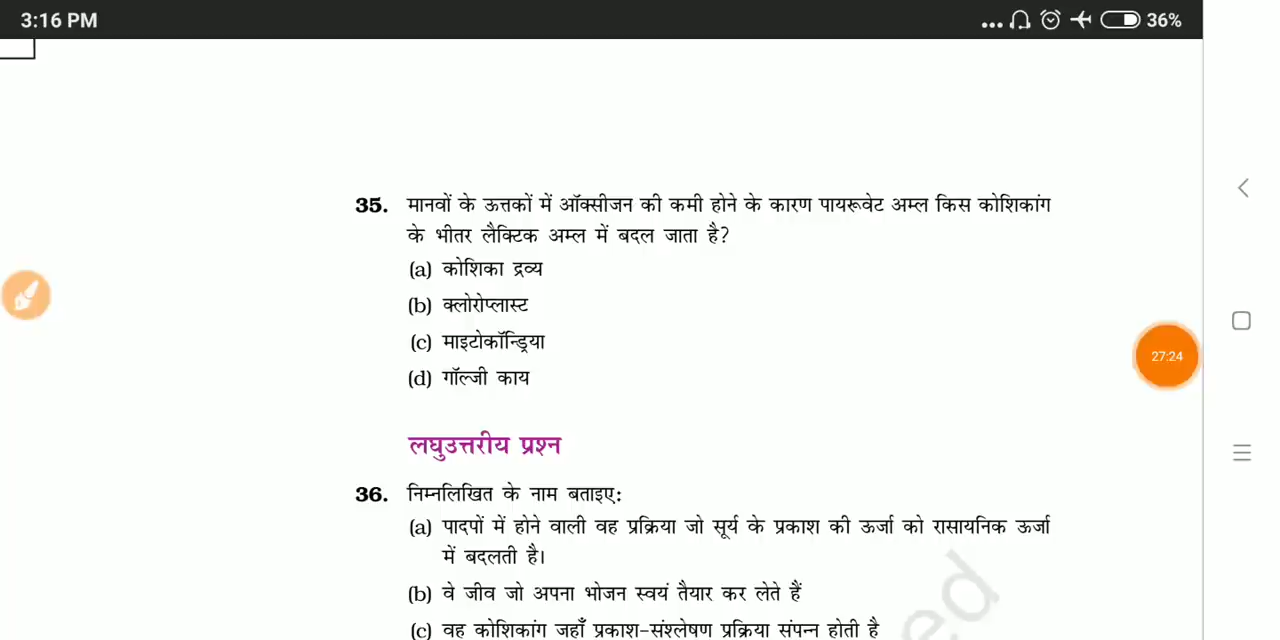 3:16 PM
36%
35. मानवों के ऊत्तकों में ऑक्सीजन की कमी होने के कारण पायरूवेट अम्ल किस कोशिकांग
के भीतर लैक्टिक अम्ल में बदल जाता है?
(a) कोशिका द्रव्य
(b) क्लोरोप्लास्ट
(c) माइटोकॉन्ड्रिया
27:24
(d) गॉल्जी काय
लघुउत्तरीय प्रश्न
36. निम्नलिखित के नाम बताइए:
(a) पादपों में होने वाली वह प्रक्रिया जो सूर्य के प्रकाश की ऊर्जा को रासायनिक ऊर्जा
में बदलती है।
(b) वे जीव जो अपना भोजन स्वयं तैयार कर लेते हैं
(c) वह कोशिकांग जहाँ प्रकाश-संश्लेषण प्रक्रिया संपन्न होती है